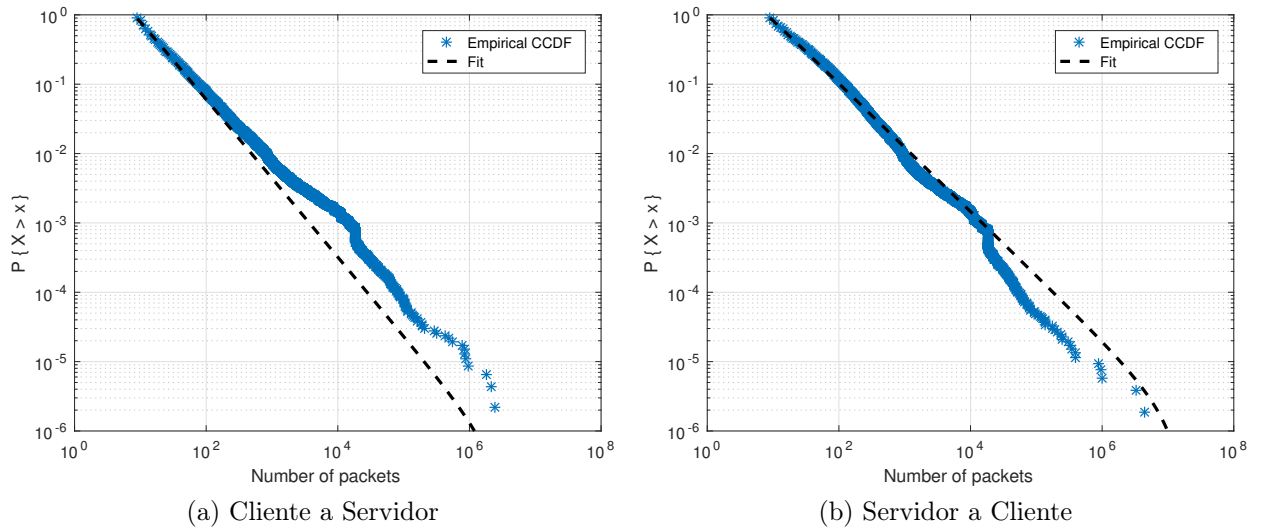 10^0
10^-1
10^-2
10^-3
10^-4
10^-5
10^-6
P { X > x }
Empirical CCDF
Fit
10^0 10^2 10^4 10^6 10^8
Number of packets
(a) Cliente a Servidor
10^0
10^-1
10^-2
10^-3
10^-4
10^-5
10^-6
P { X > x }
Empirical CCDF
Fit
10^0 10^2 10^4 10^6 10^8
Number of packets
(b) Servidor a Cliente